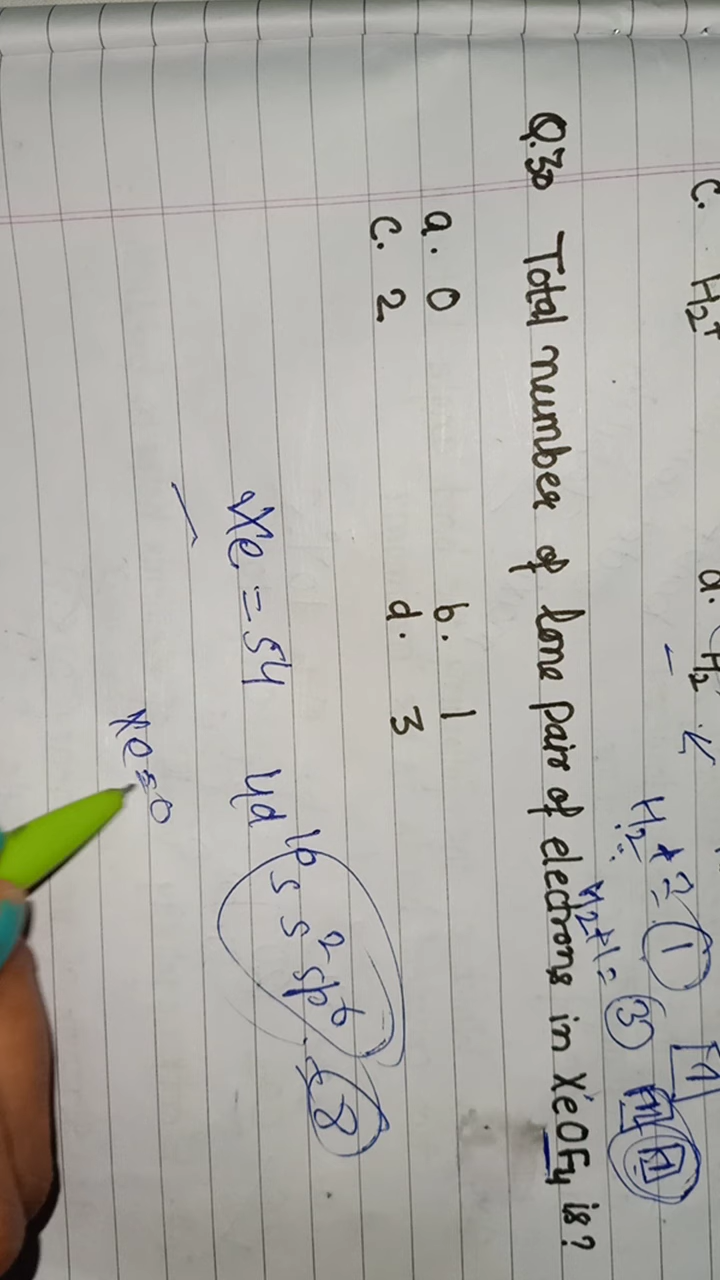 c. H₂⁺ d. H₂
H₂⁺ = 1
H₂⁺¹ = 3
Q.30 Total number of lone pair of electrons in XeOF₄ is?
a. 0 b. 1
c. 2 d. 3
Xe = 54 4d¹⁰ 5s² 5p⁶ 8
Xe=0